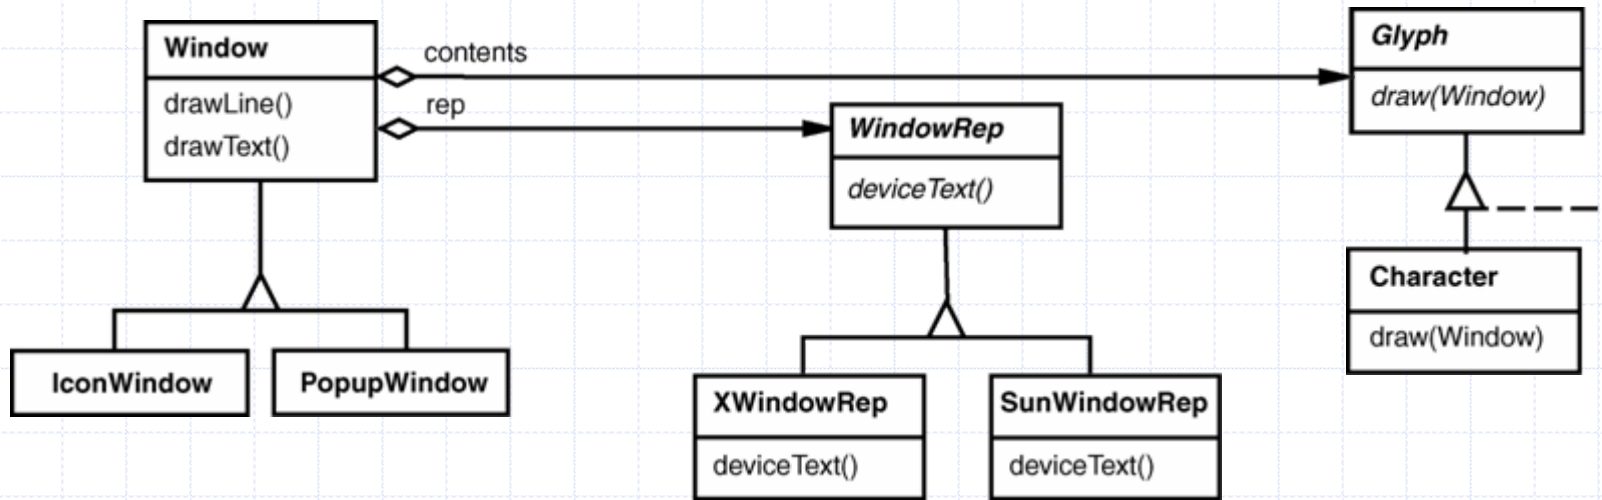 Window
drawLine()
drawText()
contents
rep
Glyph
draw(Window)
WindowRep
deviceText()
Character
draw(Window)
IconWindow
PopupWindow
XWindowRep
deviceText()
SunWindowRep
deviceText()